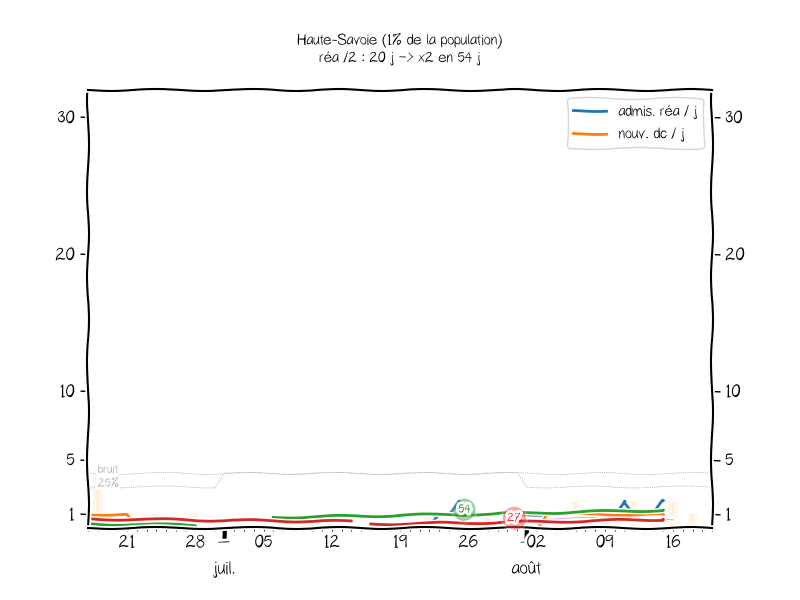 Haute-Savoie (1% de la population)
réa /2 : 20 j -> x2 en 54 j
admis. réa / j
nouv. dc / j
30
30
20
20
10
10
5
5
bruit
25%
1
1
54
27
21 28 05 12 19 26 02 09 16
juil. août